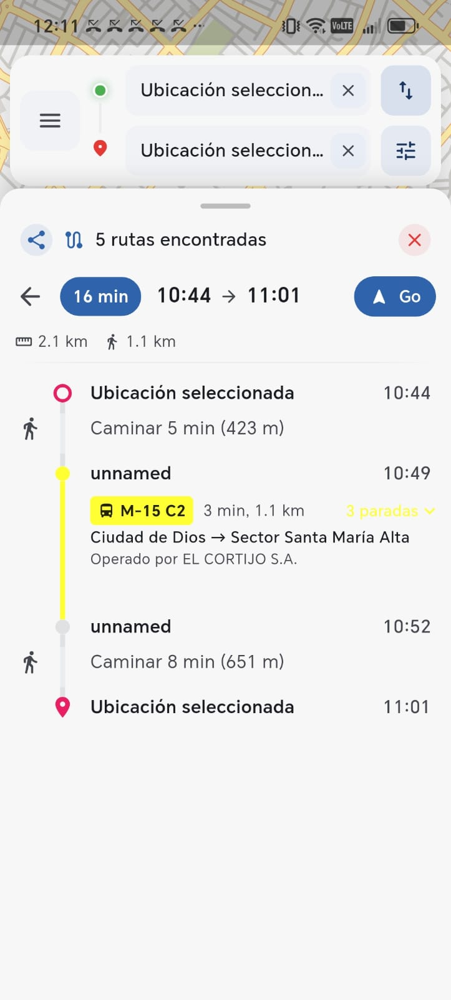 12:11
VoLTE
Ubicación seleccion...
Ubicación seleccion...
5 rutas encontradas
16 min 10:44 → 11:01 Go
2.1 km 1.1 km
Ubicación seleccionada 10:44
Caminar 5 min (423 m)
unnamed 10:49
M-15 C2 3 min, 1.1 km 3 paradas
Ciudad de Dios → Sector Santa María Alta
Operado por EL CORTIJO S.A.
unnamed 10:52
Caminar 8 min (651 m)
Ubicación seleccionada 11:01